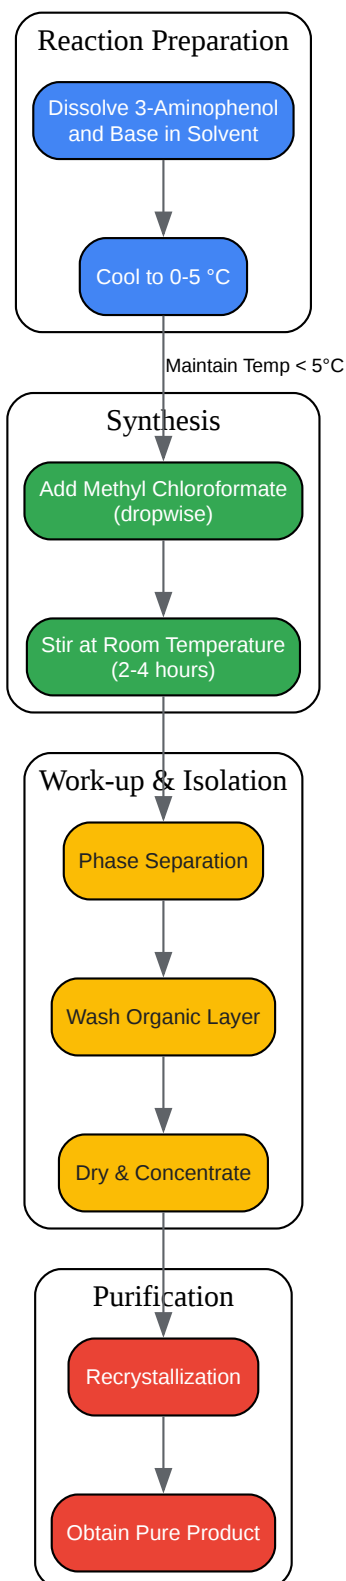 Reaction Preparation
Dissolve 3-Aminophenol
and Base in Solvent
Cool to 0-5 °C
Maintain Temp < 5°C
Synthesis
Add Methyl Chloroformate
(dropwise)
Stir at Room Temperature
(2-4 hours)
Work-up & Isolation
Phase Separation
Wash Organic Layer
Dry & Concentrate
Purification
Recrystallization
Obtain Pure Product